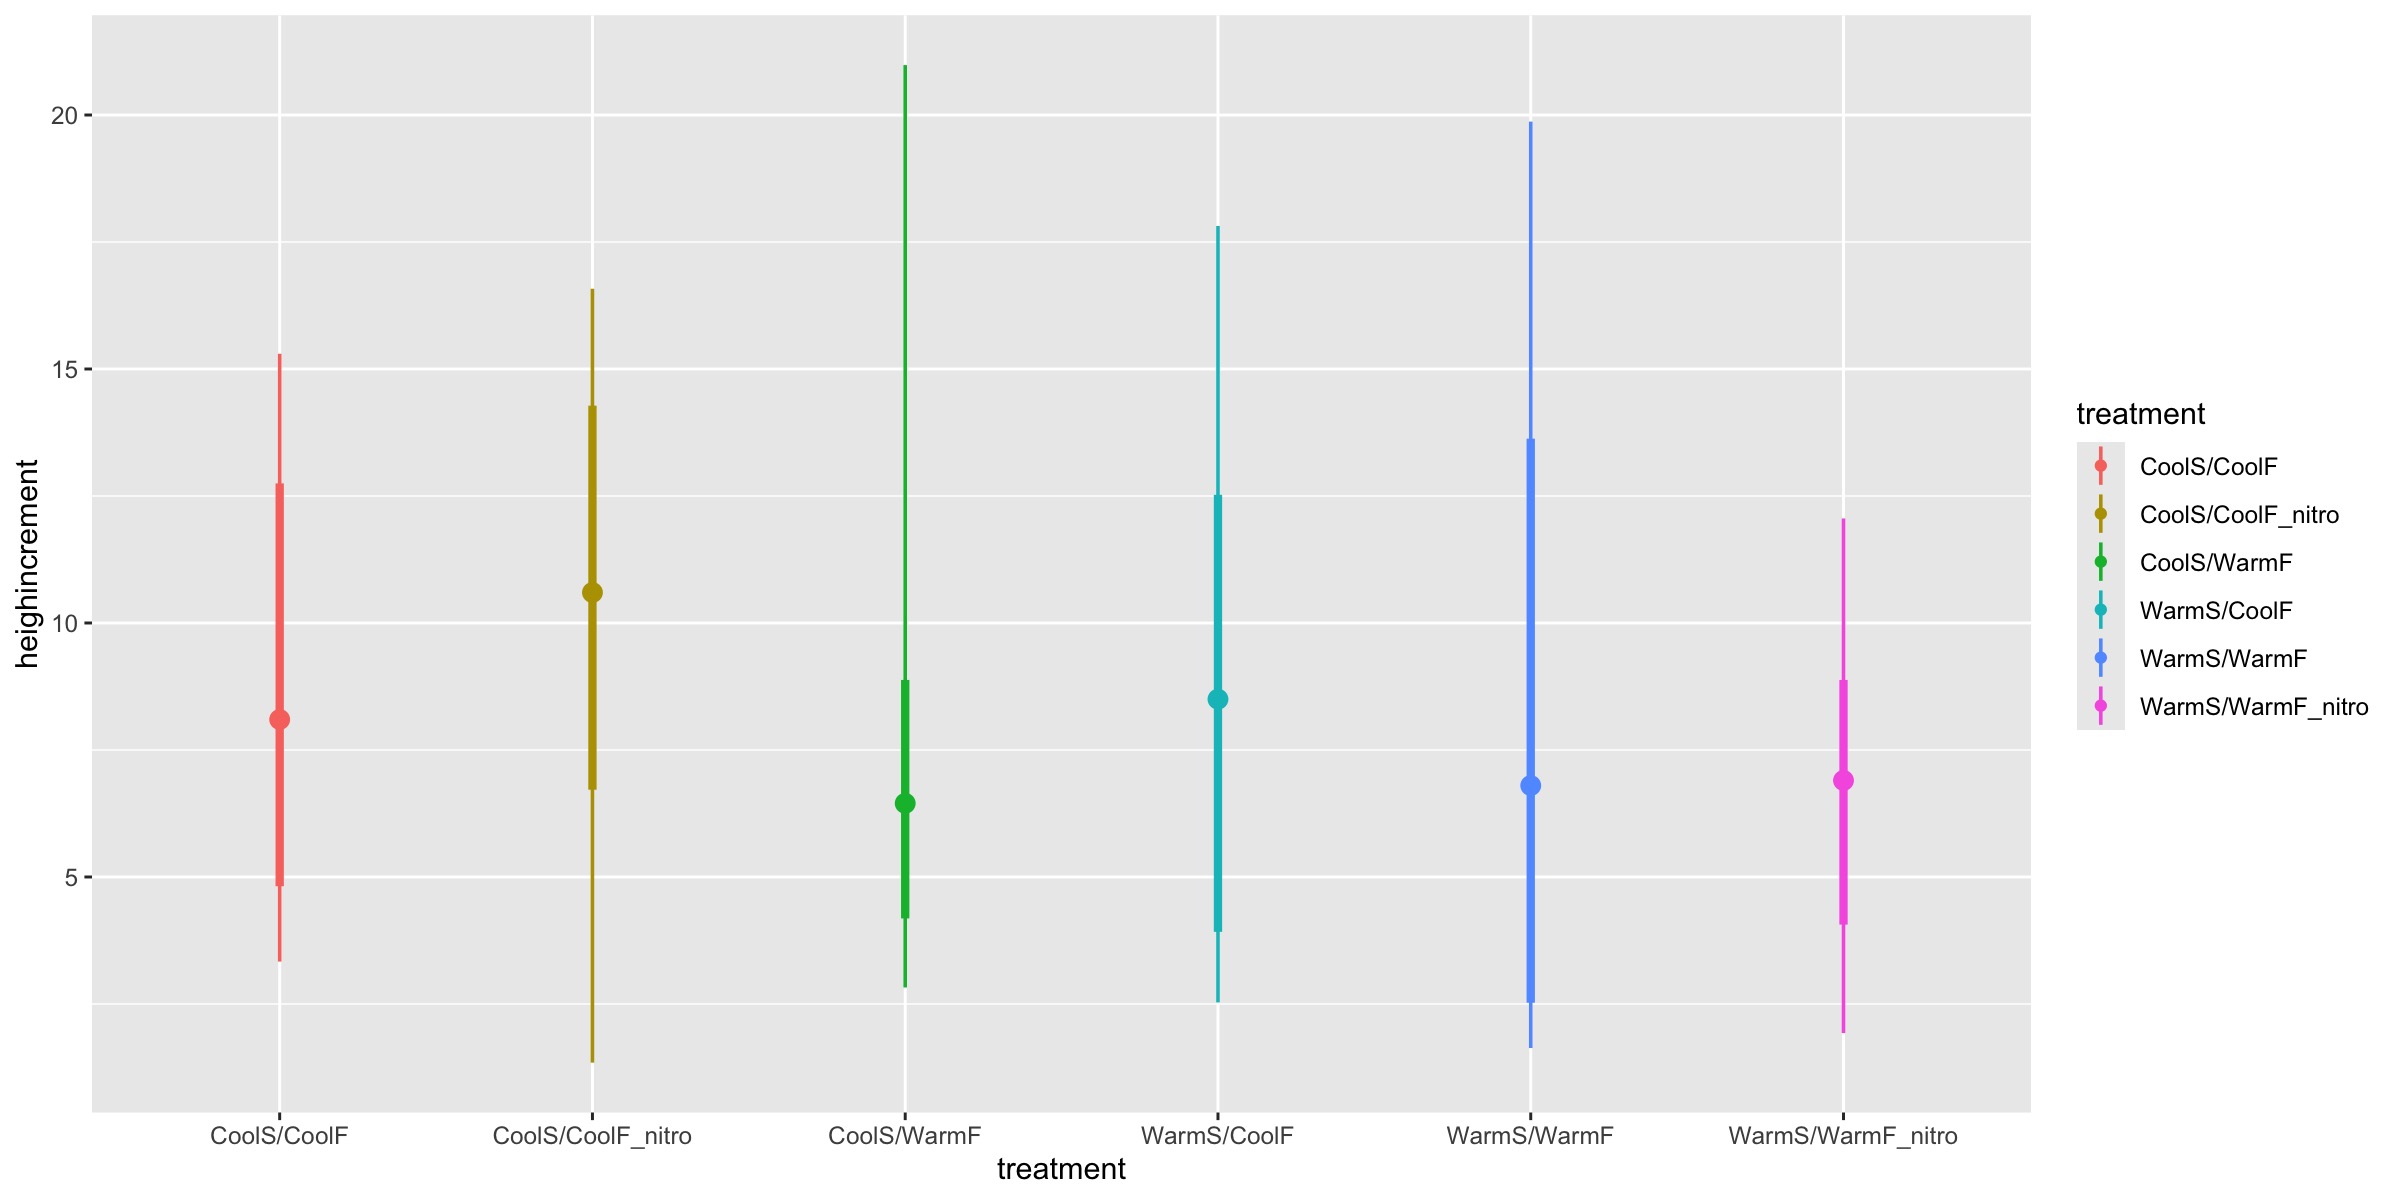 heighincrement
20
15
10
5
CoolS/CoolF
CoolS/CoolF_nitro
CoolS/WarmF
WarmS/CoolF
WarmS/WarmF
WarmS/WarmF_nitro
treatment
treatment
CoolS/CoolF
CoolS/CoolF_nitro
CoolS/WarmF
WarmS/CoolF
WarmS/WarmF
WarmS/WarmF_nitro